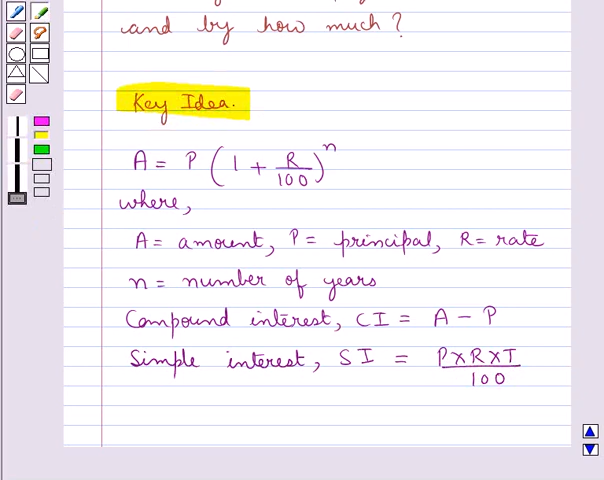 and by how much?
Key Idea.
A = P (1 + R/100)^n
where,
A = amount, P = principal, R = rate
n = number of years
Compound interest, CI = A - P
Simple interest, SI = P×R×T/100